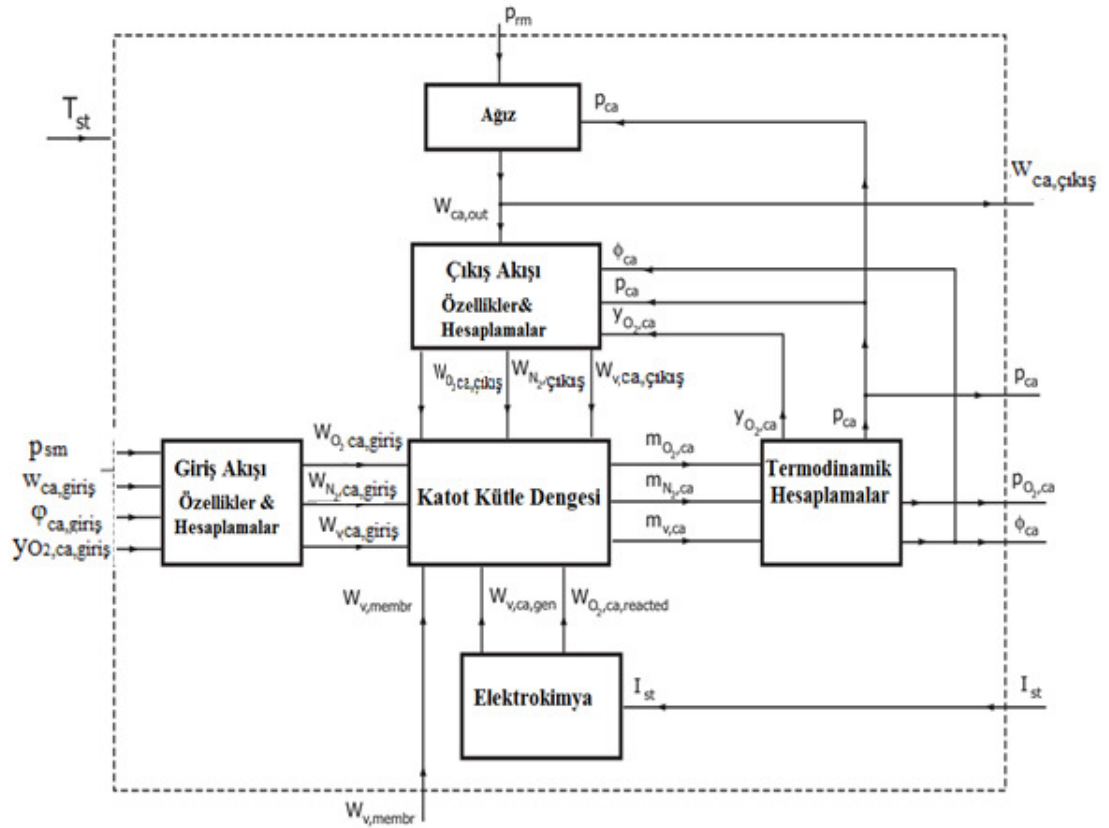 p_rm
T_st
Ağız
p_ca
W_ca,çıkış
W_ca,out
Çıkış Akışı
Özellikler&
Hesaplamalar
ϕ_ca
p_ca
y_O₂,ca
W_O₂ca,çıkış
W_N₂,çıkış
W_v,ca,çıkış
p_ca
y_O₂,ca
p_ca
p_sm
w_ca,giriş
φ_ca,giriş
y_O2,ca,giriş
Giriş Akışı
Özellikler &
Hesaplamalar
W_O₂ ca,giriş
W_N₂,ca,giriş
W_v,ca,giriş
Katot Kütle Dengesi
m_O₂,ca
m_N₂,ca
m_v,ca
Termodinamik
Hesaplamalar
p_O₂,ca
ϕ_ca
W_v,membr
W_v,ca,gen
W_O₂,ca,reacted
Elektrokimya
I_st
I_st
W_v,membr